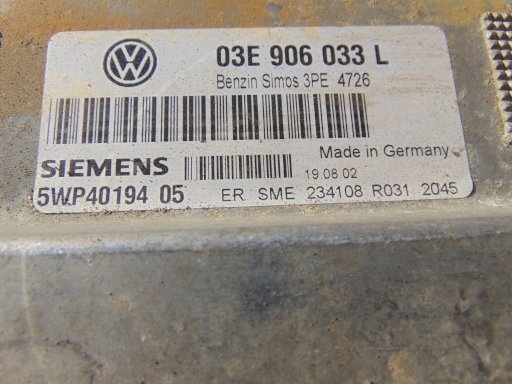 03E 906 033 L
Benzin Simos 3PE 4726
Made in Germany
SIEMENS
19.08.02
5WP40194 05 ER SME 234108 R031 2045